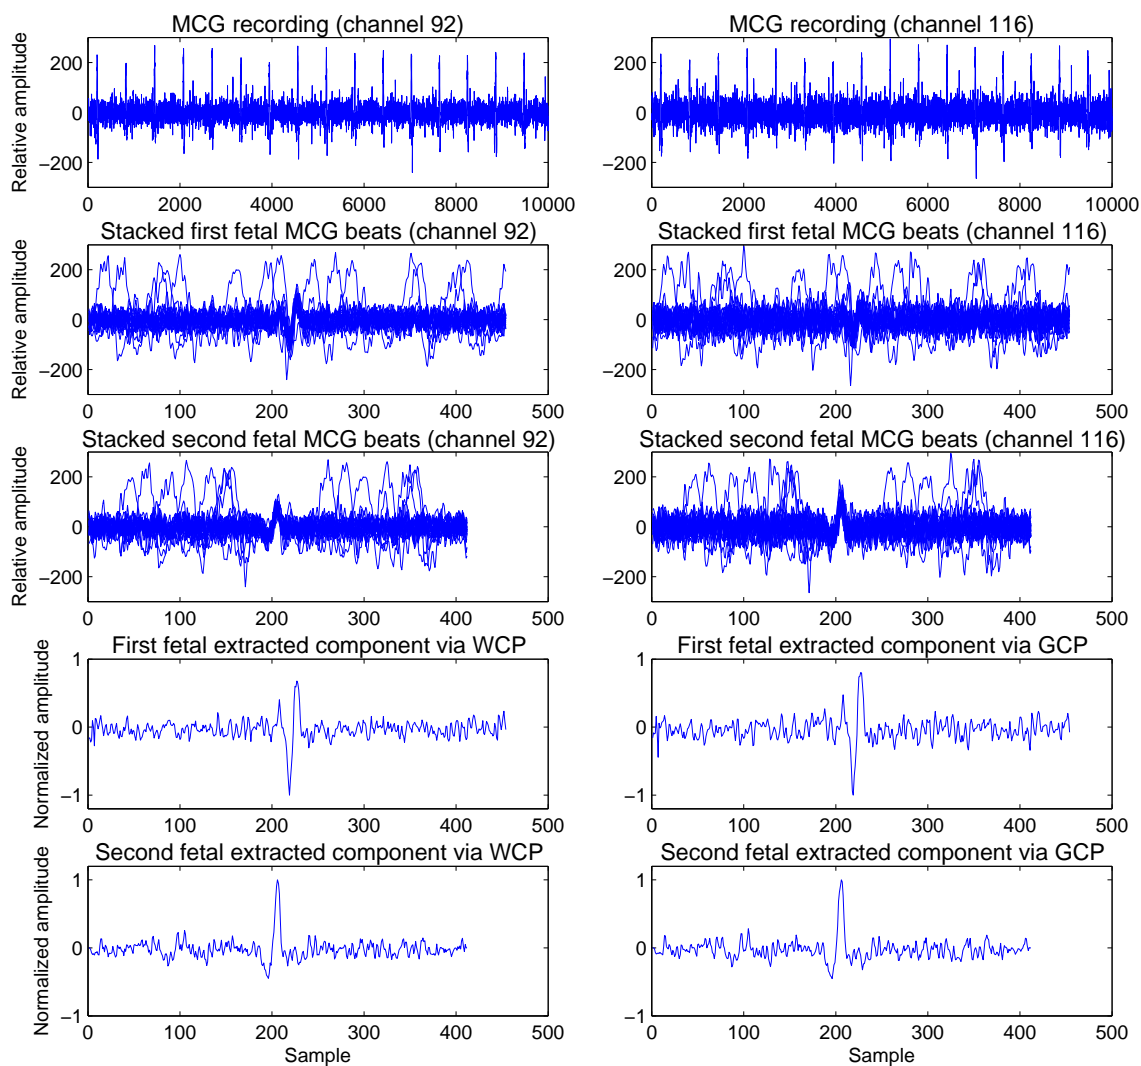 MCG recording (channel 92)
Relative amplitude
200
0
−200
0 2000 4000 6000 8000 10000
MCG recording (channel 116)
200
0
−200
0 2000 4000 6000 8000 10000
Stacked first fetal MCG beats (channel 92)
Relative amplitude
200
0
−200
0 100 200 300 400 500
Stacked first fetal MCG beats (channel 116)
200
0
−200
0 100 200 300 400 500
Stacked second fetal MCG beats (channel 92)
Relative amplitude
200
0
−200
0 100 200 300 400 500
Stacked second fetal MCG beats (channel 116)
200
0
−200
0 100 200 300 400 500
First fetal extracted component via WCP
Normalized amplitude
1
0
−1
0 100 200 300 400 500
First fetal extracted component via GCP
1
0
−1
0 100 200 300 400 500
Second fetal extracted component via WCP
Normalized amplitude
1
0
−1
0 100 200 300 400 500
Sample
Second fetal extracted component via GCP
1
0
−1
0 100 200 300 400 500
Sample